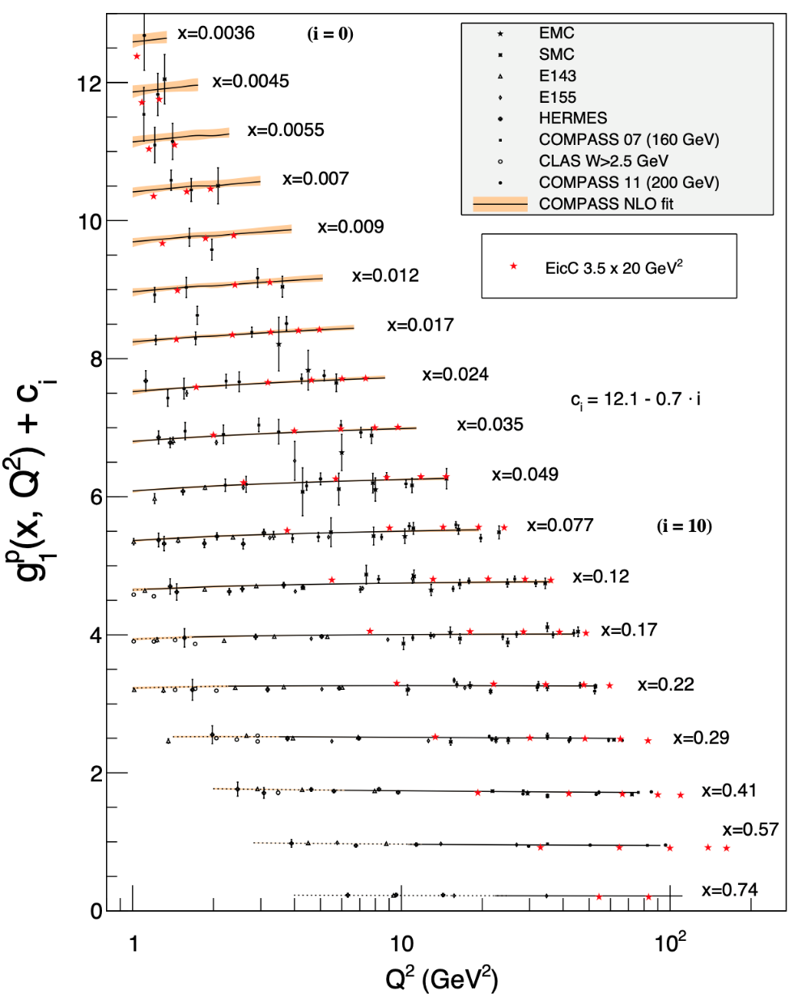 x=0.0036
(i = 0)
x=0.0045
x=0.0055
x=0.007
x=0.009
x=0.012
x=0.017
x=0.024
x=0.035
x=0.049
x=0.077
(i = 10)
x=0.12
x=0.17
x=0.22
x=0.29
x=0.41
x=0.57
x=0.74
EMC
SMC
E143
E155
HERMES
COMPASS 07 (160 GeV)
CLAS W>2.5 GeV
COMPASS 11 (200 GeV)
COMPASS NLO fit
EicC 3.5 x 20 GeV²
cᵢ = 12.1 - 0.7 · i
12
10
8
6
4
2
0
1
10
10²
g₁ᵖ(x, Q²) + cᵢ
Q² (GeV²)